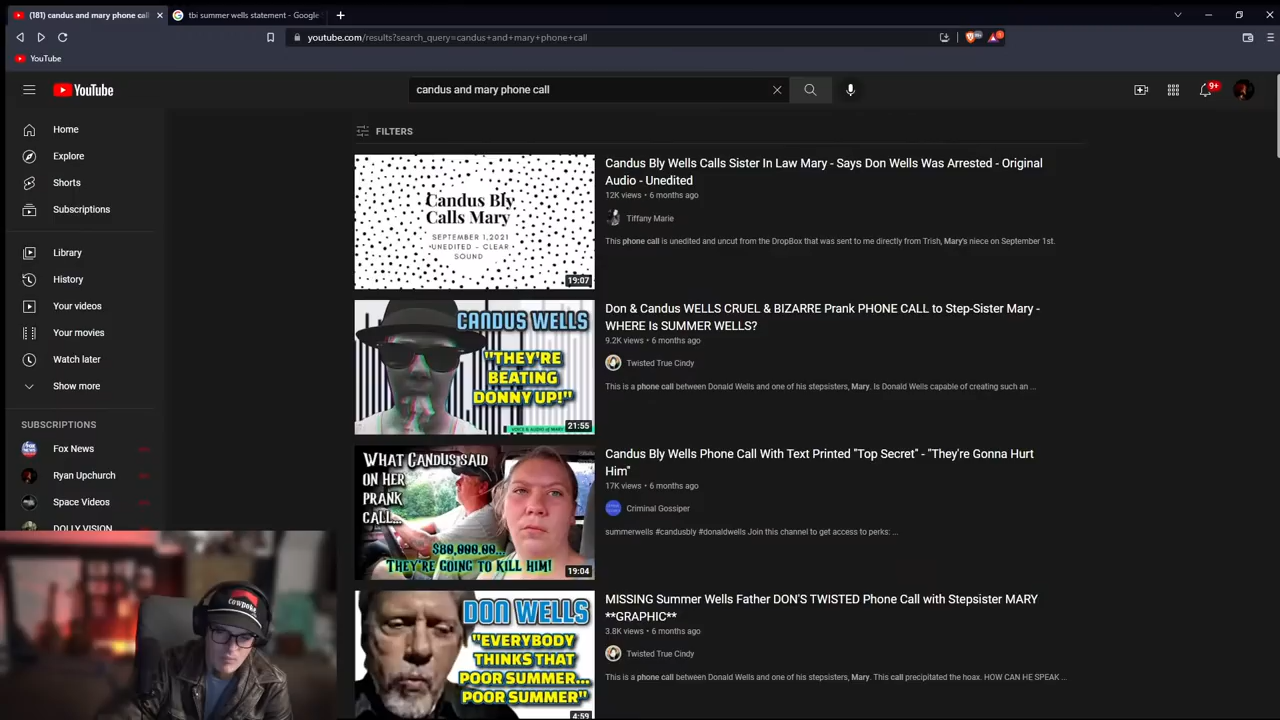 (181) candus and mary phone cal
tbi summer wells statement - Google
youtube.com/results?search_query=candus+and+mary+phone+call
YouTube
YouTube
candus and mary phone call
9+
Home
Explore
Shorts
Subscriptions
Library
History
Your videos
Your movies
Watch later
Show more
SUBSCRIPTIONS
Fox News
Ryan Upchurch
Space Videos
DOLLY VISION
FILTERS
Candus Bly
Calls Mary
SEPTEMBER 1,2021
UNEDITED - CLEAR
SOUND
19:07
Candus Bly Wells Calls Sister In Law Mary - Says Don Wells Was Arrested - Original
Audio - Unedited
12K views • 6 months ago
Tiffany Marie
This phone call is unedited and uncut from the DropBox that was sent to me directly from Trish, Mary's niece on September 1st.
CANDUS WELLS
"THEY'RE
BEATING
DONNY UP!"
21:55
Don & Candus WELLS CRUEL & BIZARRE Prank PHONE CALL to Step-Sister Mary -
WHERE Is SUMMER WELLS?
9.2K views • 6 months ago
Twisted True Cindy
This is a phone call between Donald Wells and one of his stepsisters, Mary. Is Donald Wells capable of creating such an ...
WHAT CANDUS SAID
ON HER
PRANK
CALL...
$80,000.00...
THEY'RE GOING TO KILL HIM!
19:04
Candus Bly Wells Phone Call With Text Printed "Top Secret" - "They're Gonna Hurt
Him"
17K views • 6 months ago
Criminal Gossiper
summerwells #candusbly #donaldwells Join this channel to get access to perks: ...
DON WELLS
"EVERYBODY
THINKS THAT
POOR SUMMER...
POOR SUMMER"
4:59
MISSING Summer Wells Father DON'S TWISTED Phone Call with Stepsister MARY
**GRAPHIC**
3.8K views • 6 months ago
Twisted True Cindy
This is a phone call between Donald Wells and one of his stepsisters, Mary. This call precipitated the hoax. HOW CAN HE SPEAK ...
COWPOKE